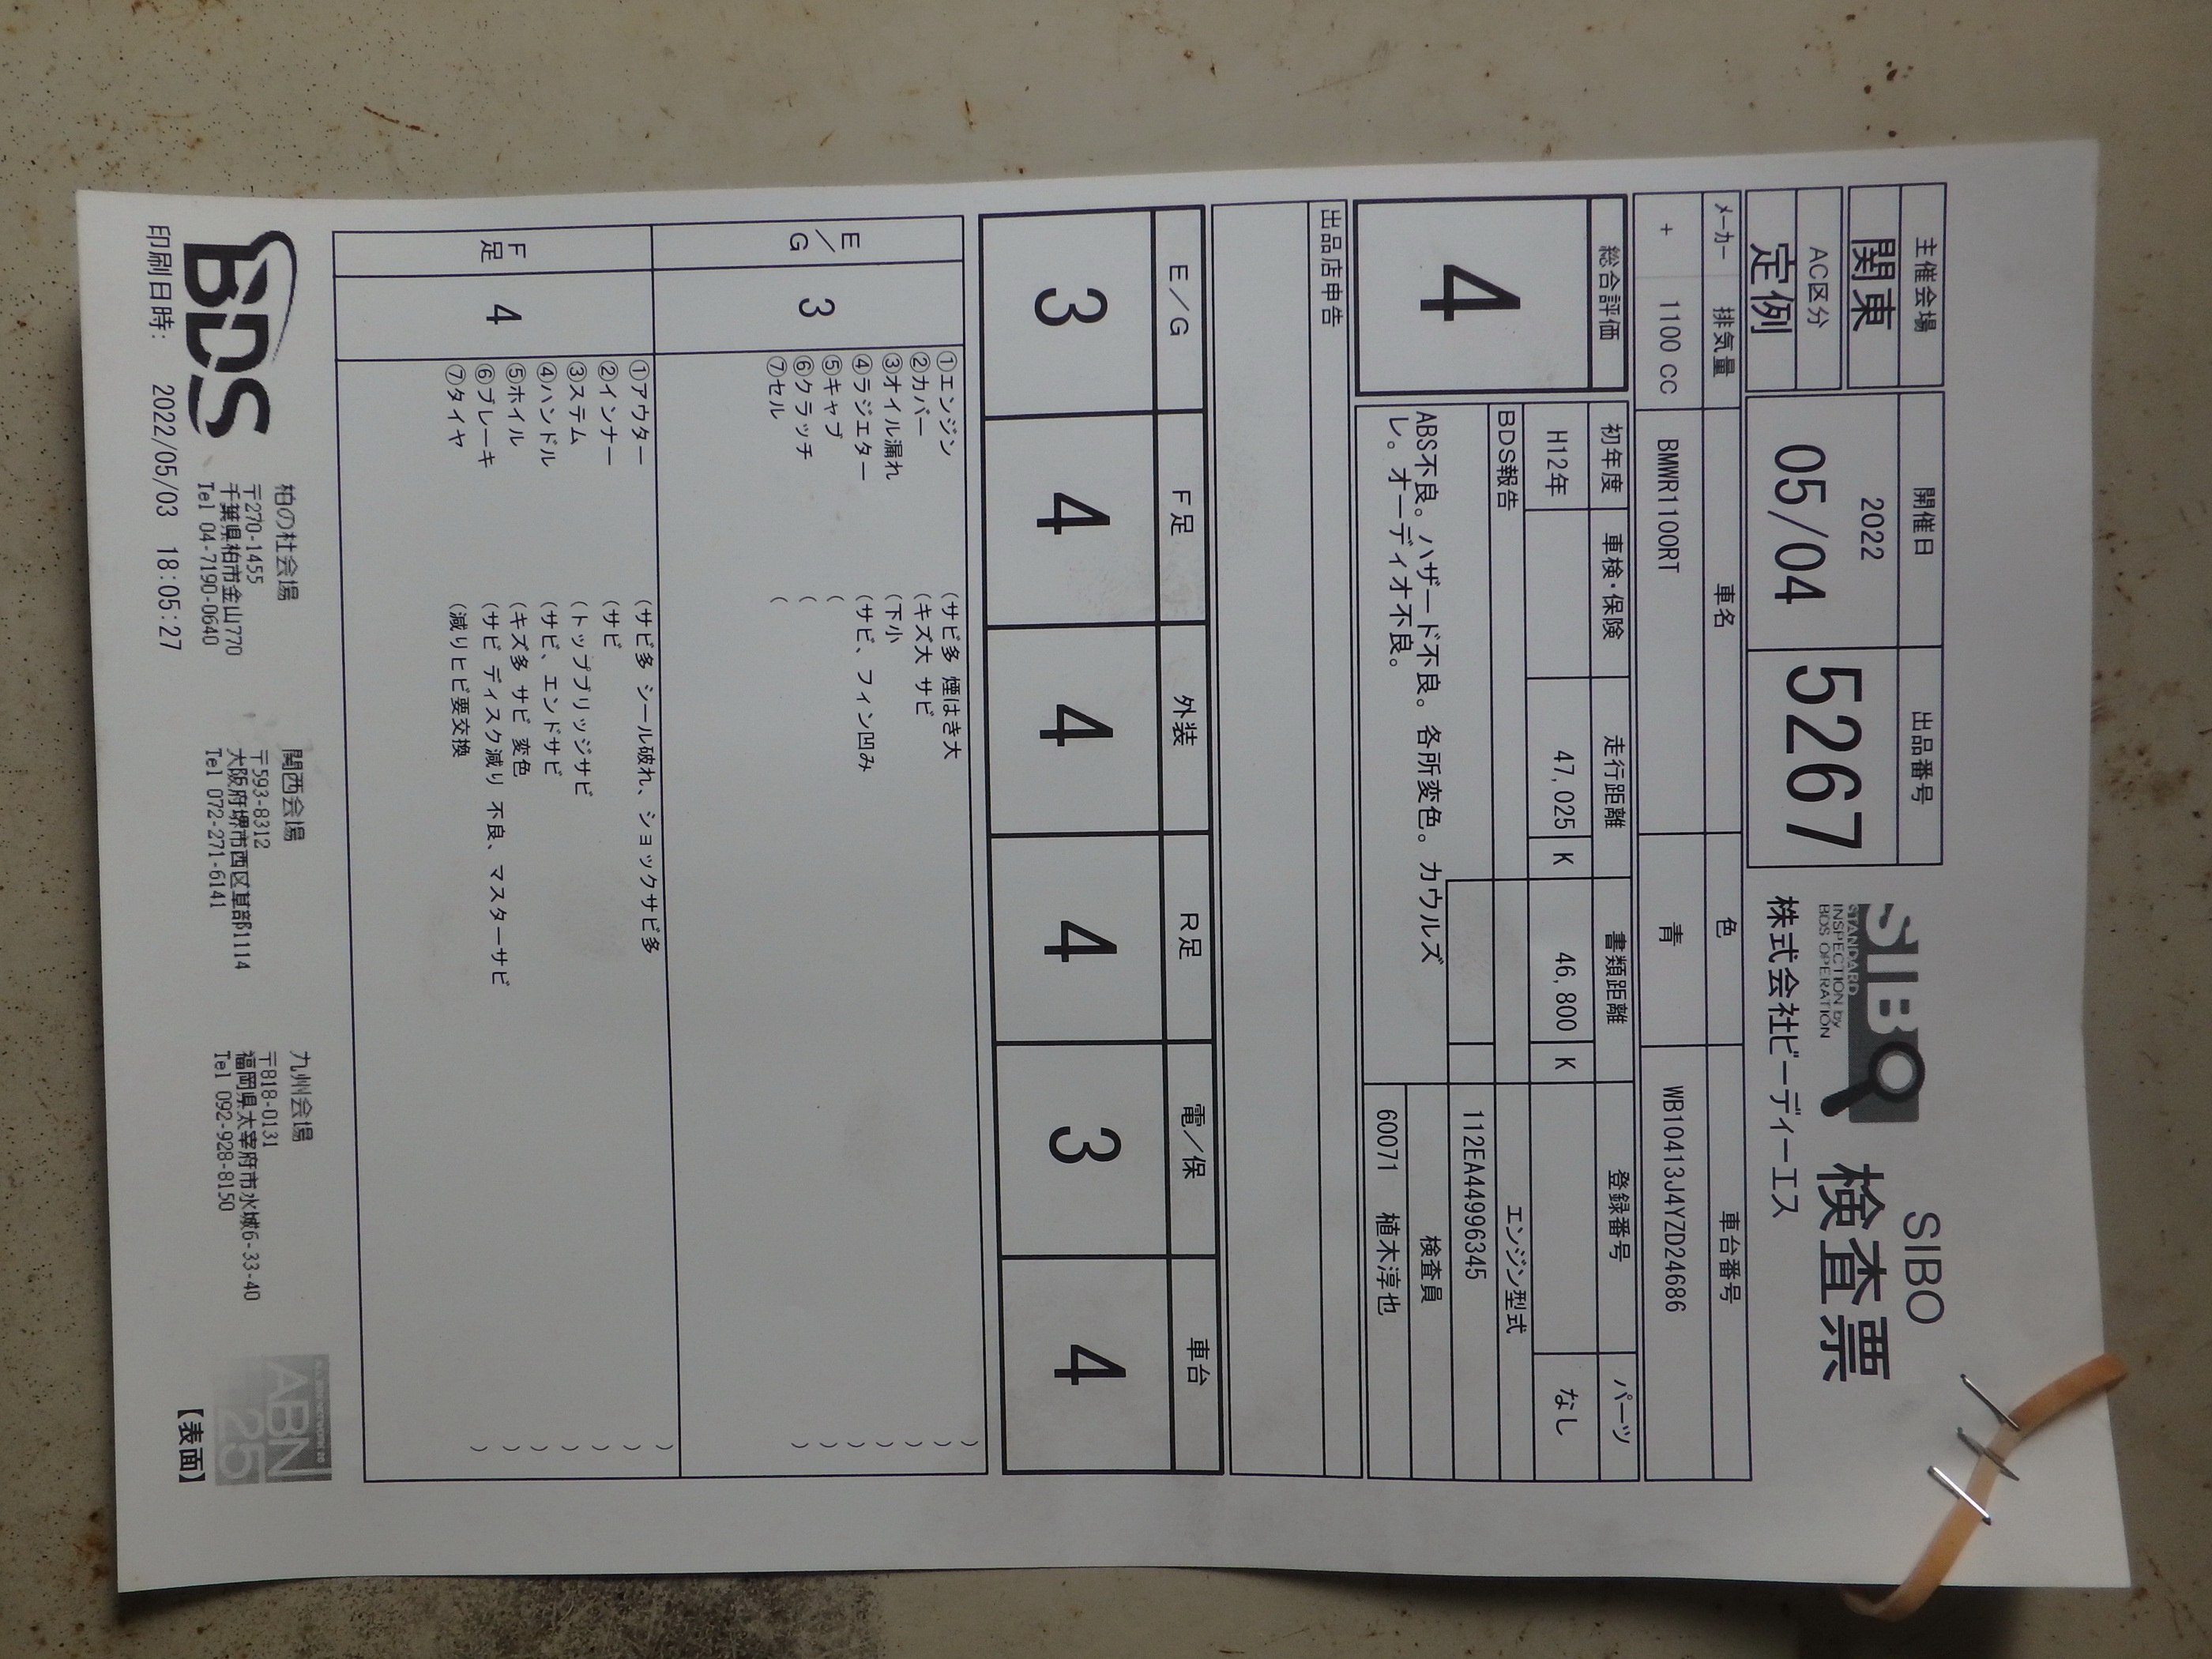 主催会場 開催日 出品番号
関東 2022 05/04 5267
AC区分
定例
SIBO
STANDARD
INSPECTION by
BDS OPERATION
SIBO
検査票
株式会社ビーディーエス
メーカー 排気量 車名 色 車台番号
+ 1100 CC BMWR1100RT 青 WB10413J4YZD24686
総合評価 初年度 車検・保険 走行距離 書類距離 登録番号 パーツ
4 H12年 47,025 K 46,800 K なし
BDS報告 エンジン型式
112EA44996345
ABS不良。ハザード不良。各所変色。カウルズ
レ。オーディオ不良。
検査員
60071 植木淳也
出品店申告
E/G F足 外装 R足 電/保 車台
3 4 4 4 3 4
E/G 3
①エンジン (サビ多 煙はき大 )
②カバー (キズ大 サビ )
③オイル漏れ (下小 )
④ラジエター (サビ、フィン凹み )
⑤キャブ ( )
⑥クラッチ ( )
⑦セル ( )
F足 4
①アウター (サビ多 シール破れ、ショックサビ多 )
②インナー (サビ )
③ステム (トップブリッジサビ )
④ハンドル (サビ、エンドサビ )
⑤ホイル (キズ多 サビ 変色 )
⑥ブレーキ (サビ ディスク減り 不良、マスターサビ )
⑦タイヤ (減りヒビ要交換 )
BDS
柏の杜会場
〒270-1455
千葉県柏市金山770
Tel 04-7190-0640
関西会場
〒593-8312
大阪府堺市西区草部1114
Tel 072-271-6141
九州会場
〒818-0131
福岡県太宰府市水城6-33-40
Tel 092-928-8150
ABN
25
印刷日時: 2022/05/03 18:05:27
【表面】